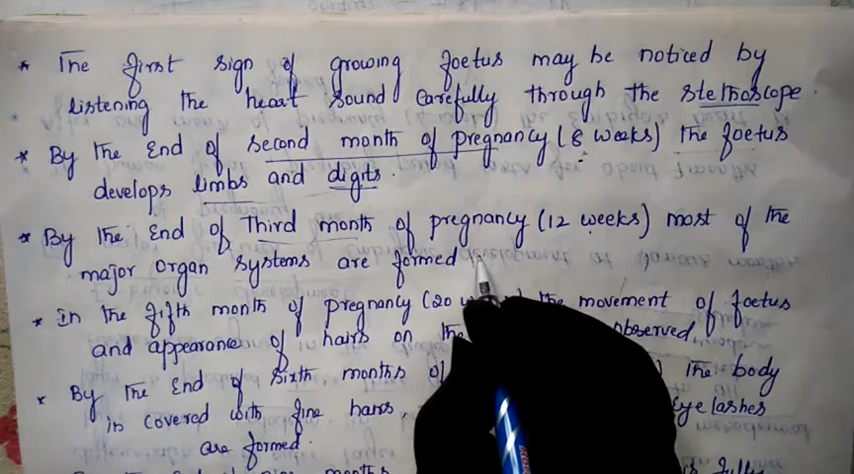 * The first sign of growing foetus may be noticed by
listening the heart sound carefully through the stethoscope.
* By the End of second month of pregnancy (8 weeks) the foetus
develops limbs and digits.
* By the End of Third month of pregnancy (12 weeks) most of the
major organ systems are formed
* In the fifth month of pregnancy (20 the movement of foetus
and appearance of hairs on the observed.
* By the End of Sixth months of The body
in covered with fine hairs, Eye lashes
are formed.
months is fully